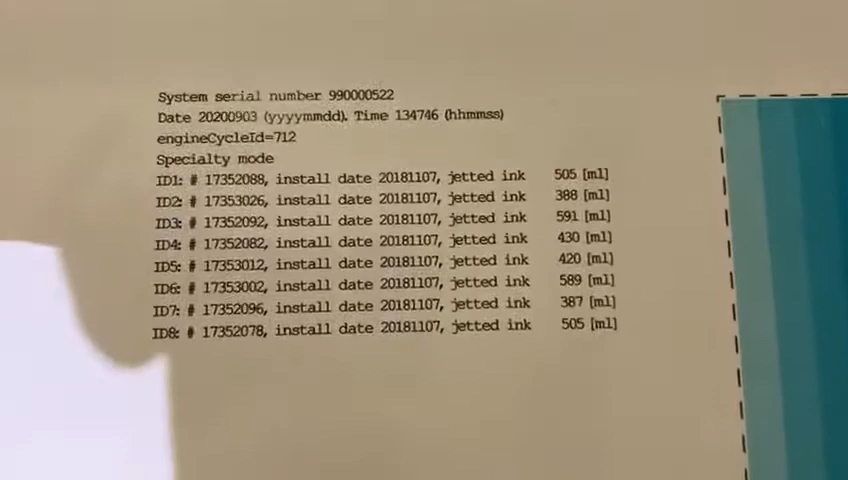 System serial number 990000522
Date 20200903 (yyyymmdd). Time 134746 (hhmmss)
engineCycleId=712
Specialty mode
ID1: # 17352088, install date 20181107, jetted ink 505 [ml]
ID2: # 17353026, install date 20181107, jetted ink 388 [ml]
ID3: # 17352092, install date 20181107, jetted ink 591 [ml]
ID4: # 17352082, install date 20181107, jetted ink 430 [ml]
ID5: # 17353012, install date 20181107, jetted ink 420 [ml]
ID6: # 17353002, install date 20181107, jetted ink 589 [ml]
ID7: # 17352096, install date 20181107, jetted ink 387 [ml]
ID8: # 17352078, install date 20181107, jetted ink 505 [ml]